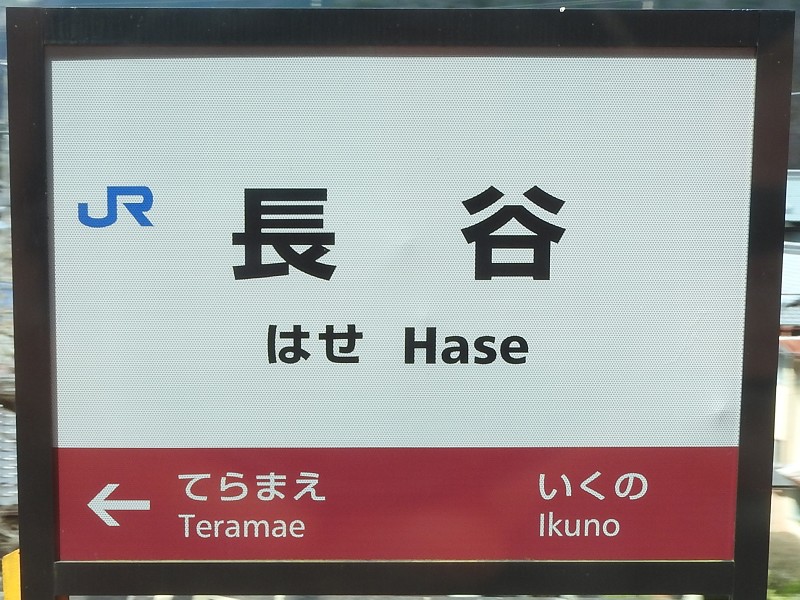 JR
長谷
はせ Hase
← てらまえ いくの
Teramae Ikuno